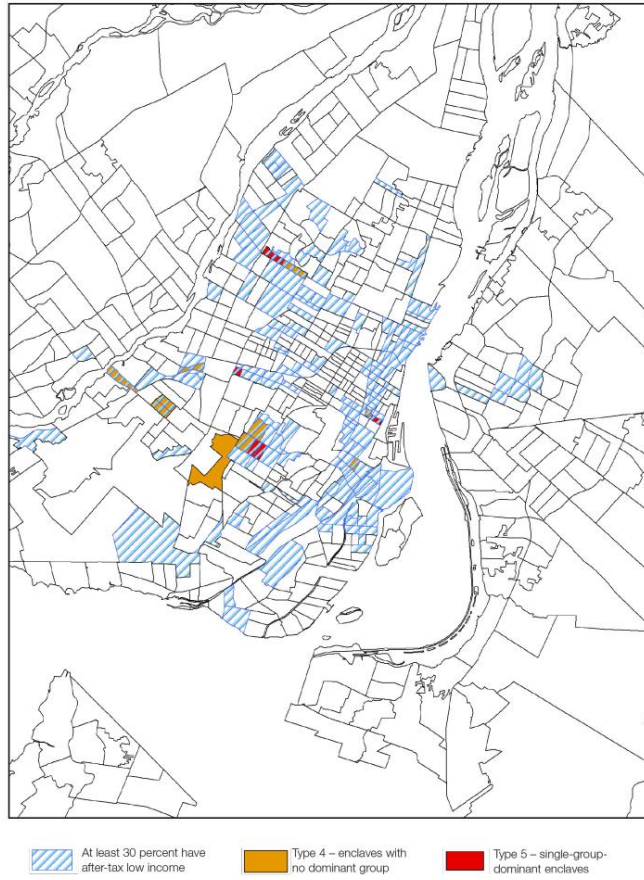 At least 30 percent have
after-tax low income
Type 4 – enclaves with
no dominant group
Type 5 – single-group-
dominant enclaves